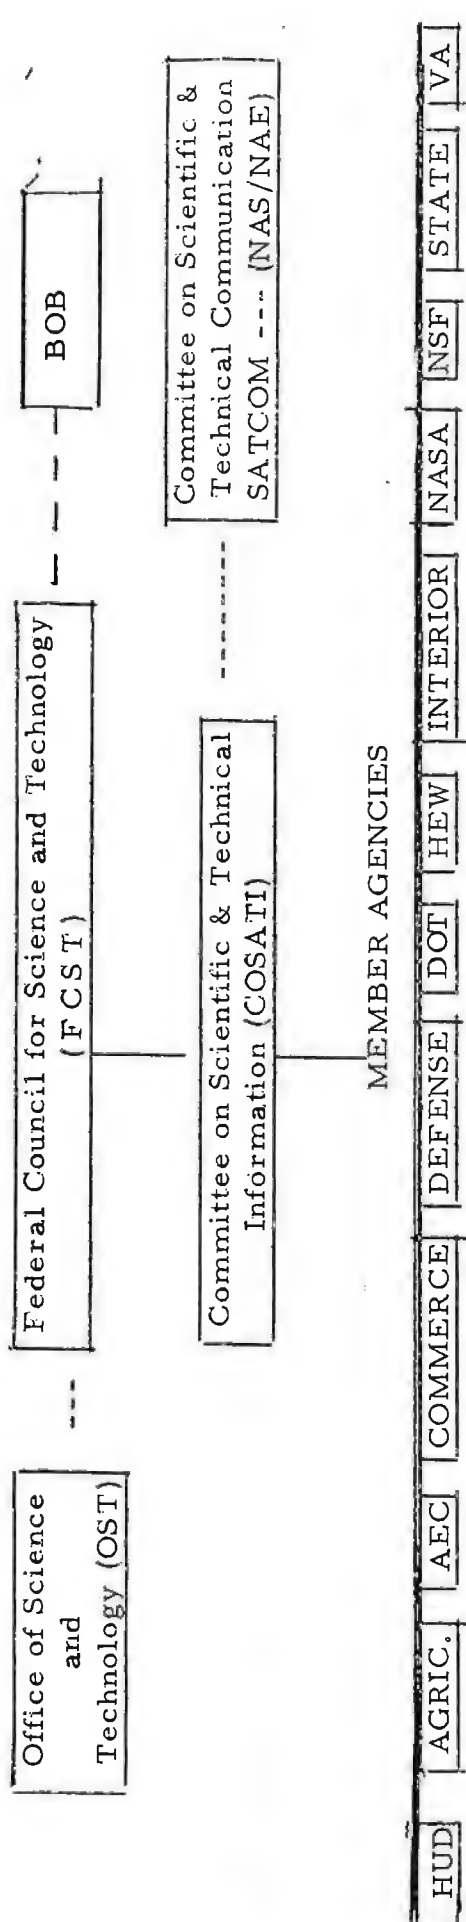 Office of Science
and
Technology (OST)
Federal Council for Science and Technology
(FCST)
BOB
Committee on Scientific & Technical
Information (COSATI)
Committee on Scientific &
Technical Communication
SATCOM --- (NAS/NAE)
MEMBER AGENCIES
HUD
AGRIC.
AEC
COMMERCE
DEFENSE
DOT
HEW
INTERIOR
NASA
NSF
STATE
VA